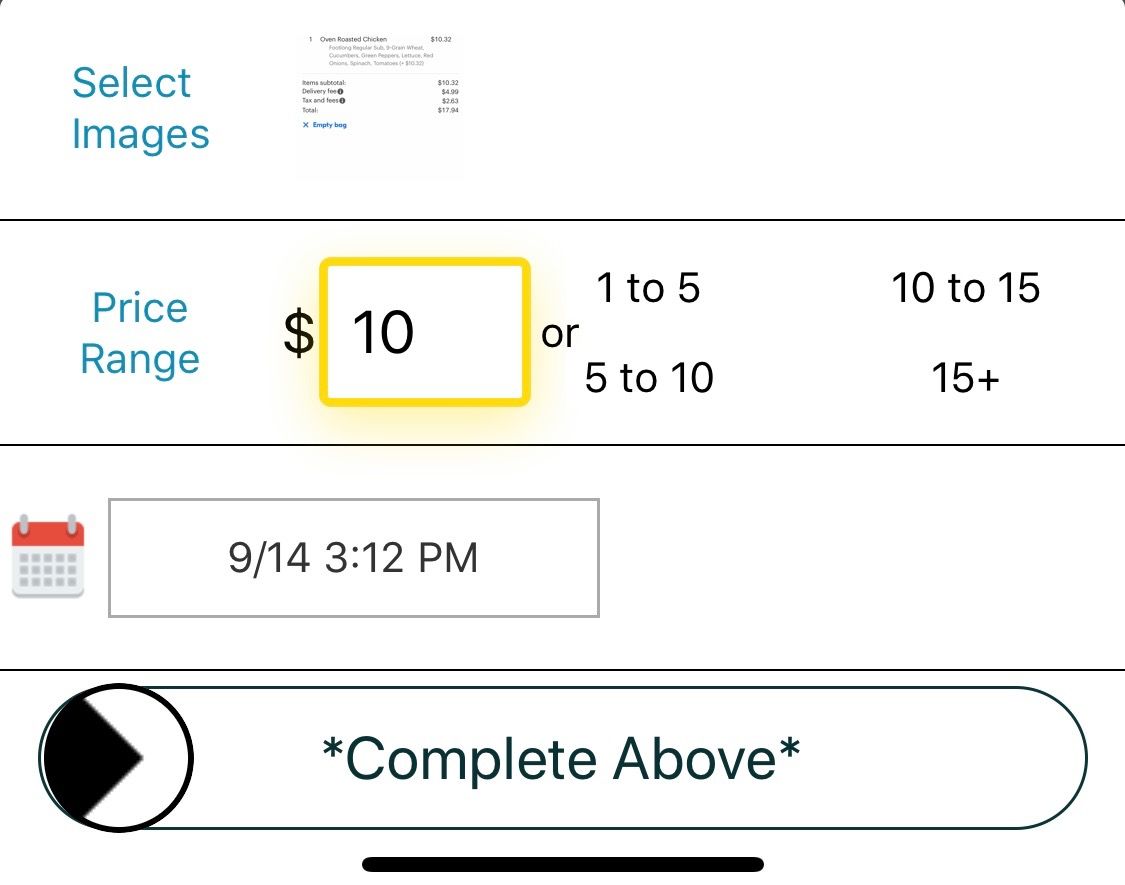 Select
Images
1 Oven Roasted Chicken $10.32
Footlong Regular Sub, 9-Grain Wheat,
Cucumbers, Green Peppers, Lettuce, Red
Onions, Spinach, Tomatoes (+ $10.32)
Items subtotal: $10.32
Delivery fee $4.99
Tax and fees $2.63
Total: $17.94
× Empty bag
Price
Range
$ 10 or
1 to 5
10 to 15
5 to 10
15+
9/14 3:12 PM
*Complete Above*